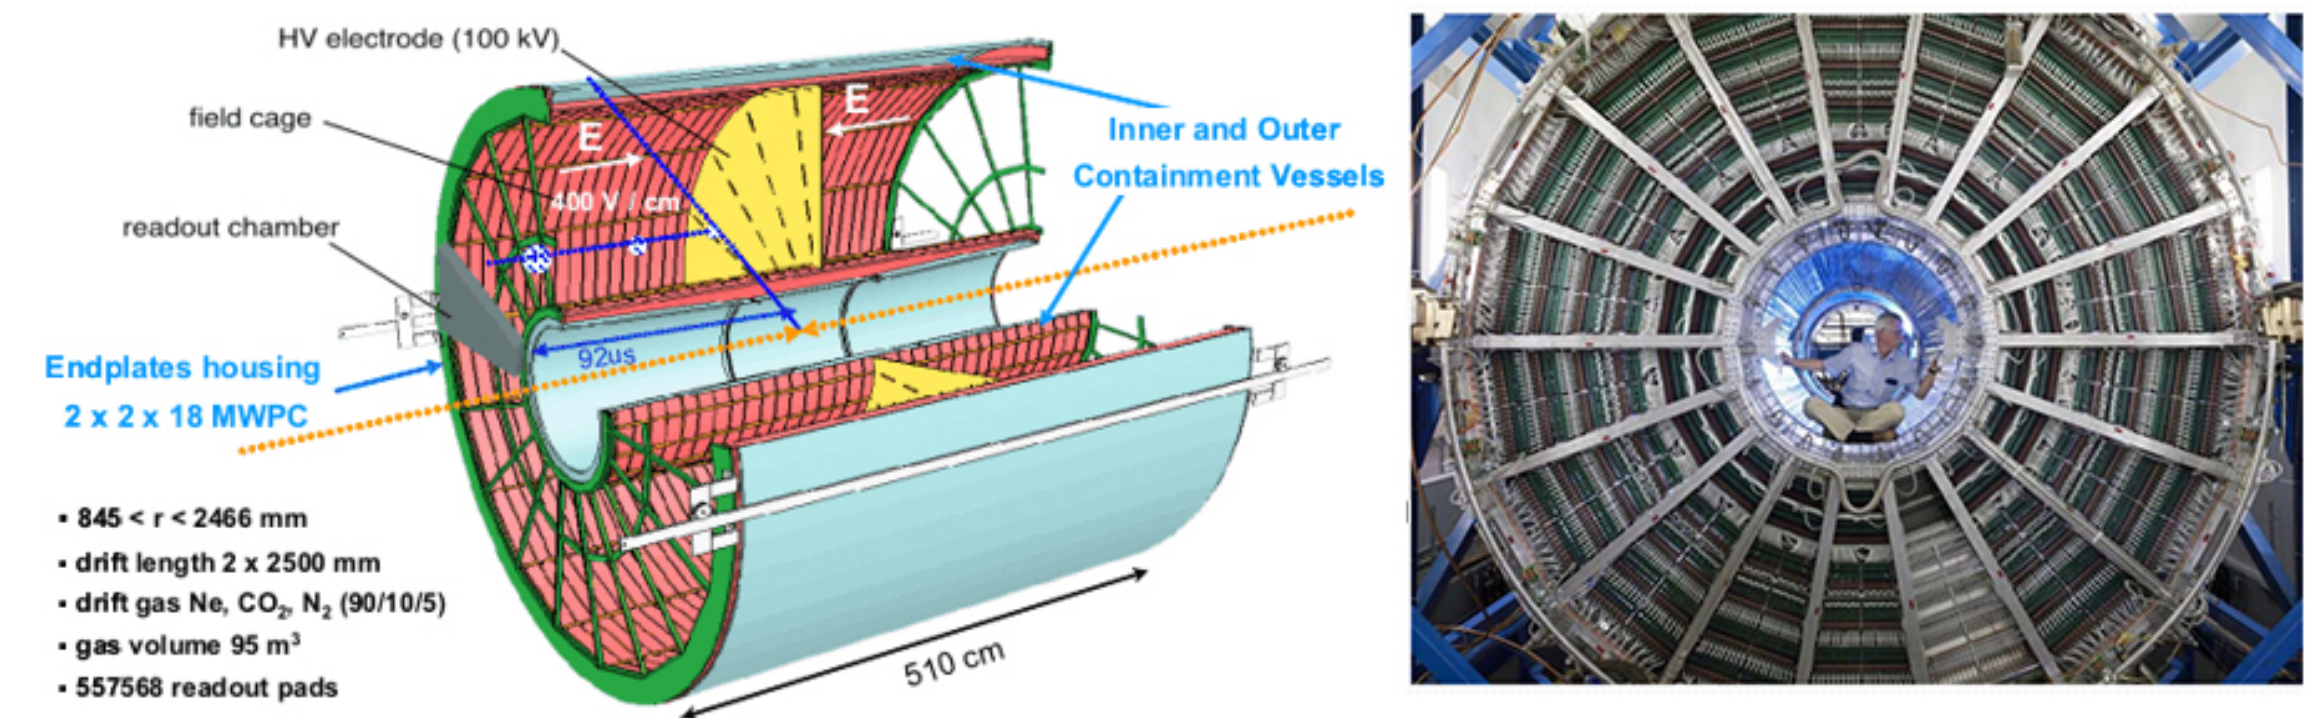 HV electrode (100 kV)
field cage
readout chamber
E
E
400 V / cm
Inner and Outer
Containment Vessels
92us
Endplates housing
2 x 2 x 18 MWPC
▪ 845 < r < 2466 mm
▪ drift length 2 x 2500 mm
▪ drift gas Ne, CO₂, N₂ (90/10/5)
▪ gas volume 95 m³
▪ 557568 readout pads
510 cm